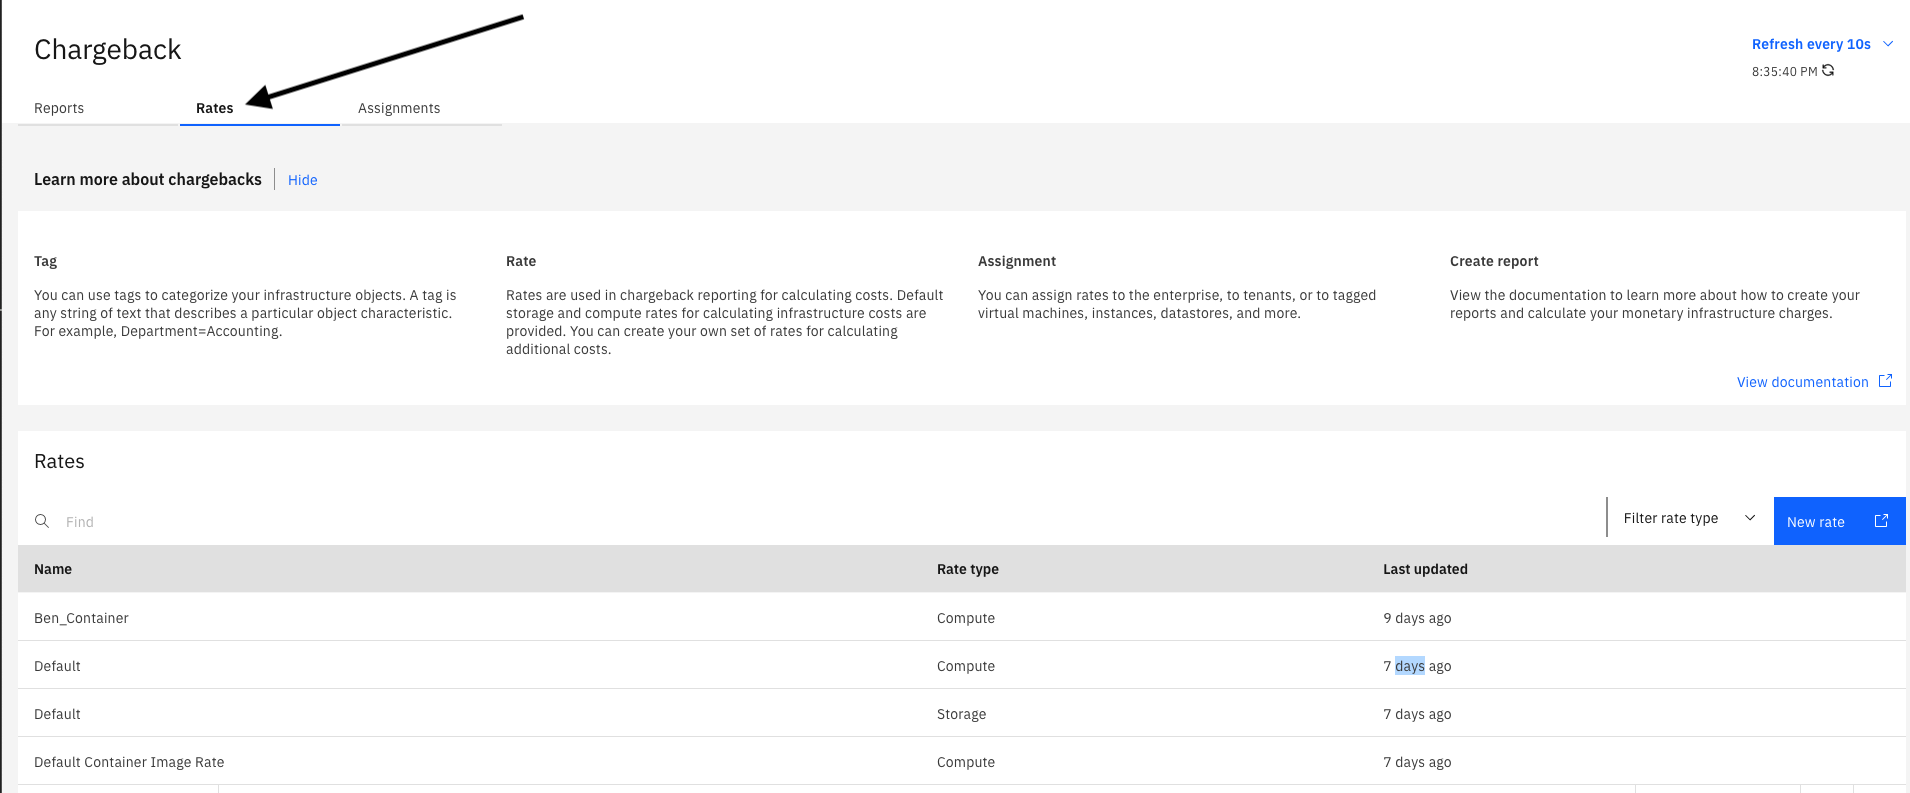 Chargeback
Refresh every 10s
8:35:40 PM
Reports Rates Assignments
Learn more about chargebacks Hide
Tag
You can use tags to categorize your infrastructure objects. A tag is
any string of text that describes a particular object characteristic.
For example, Department=Accounting.
Rate
Rates are used in chargeback reporting for calculating costs. Default
storage and compute rates for calculating infrastructure costs are
provided. You can create your own set of rates for calculating
additional costs.
Assignment
You can assign rates to the enterprise, to tenants, or to tagged
virtual machines, instances, datastores, and more.
Create report
View the documentation to learn more about how to create your
reports and calculate your monetary infrastructure charges.
View documentation
Rates
Find
Filter rate type
New rate
Name Rate type Last updated
Ben_Container Compute 9 days ago
Default Compute 7 days ago
Default Storage 7 days ago
Default Container Image Rate Compute 7 days ago